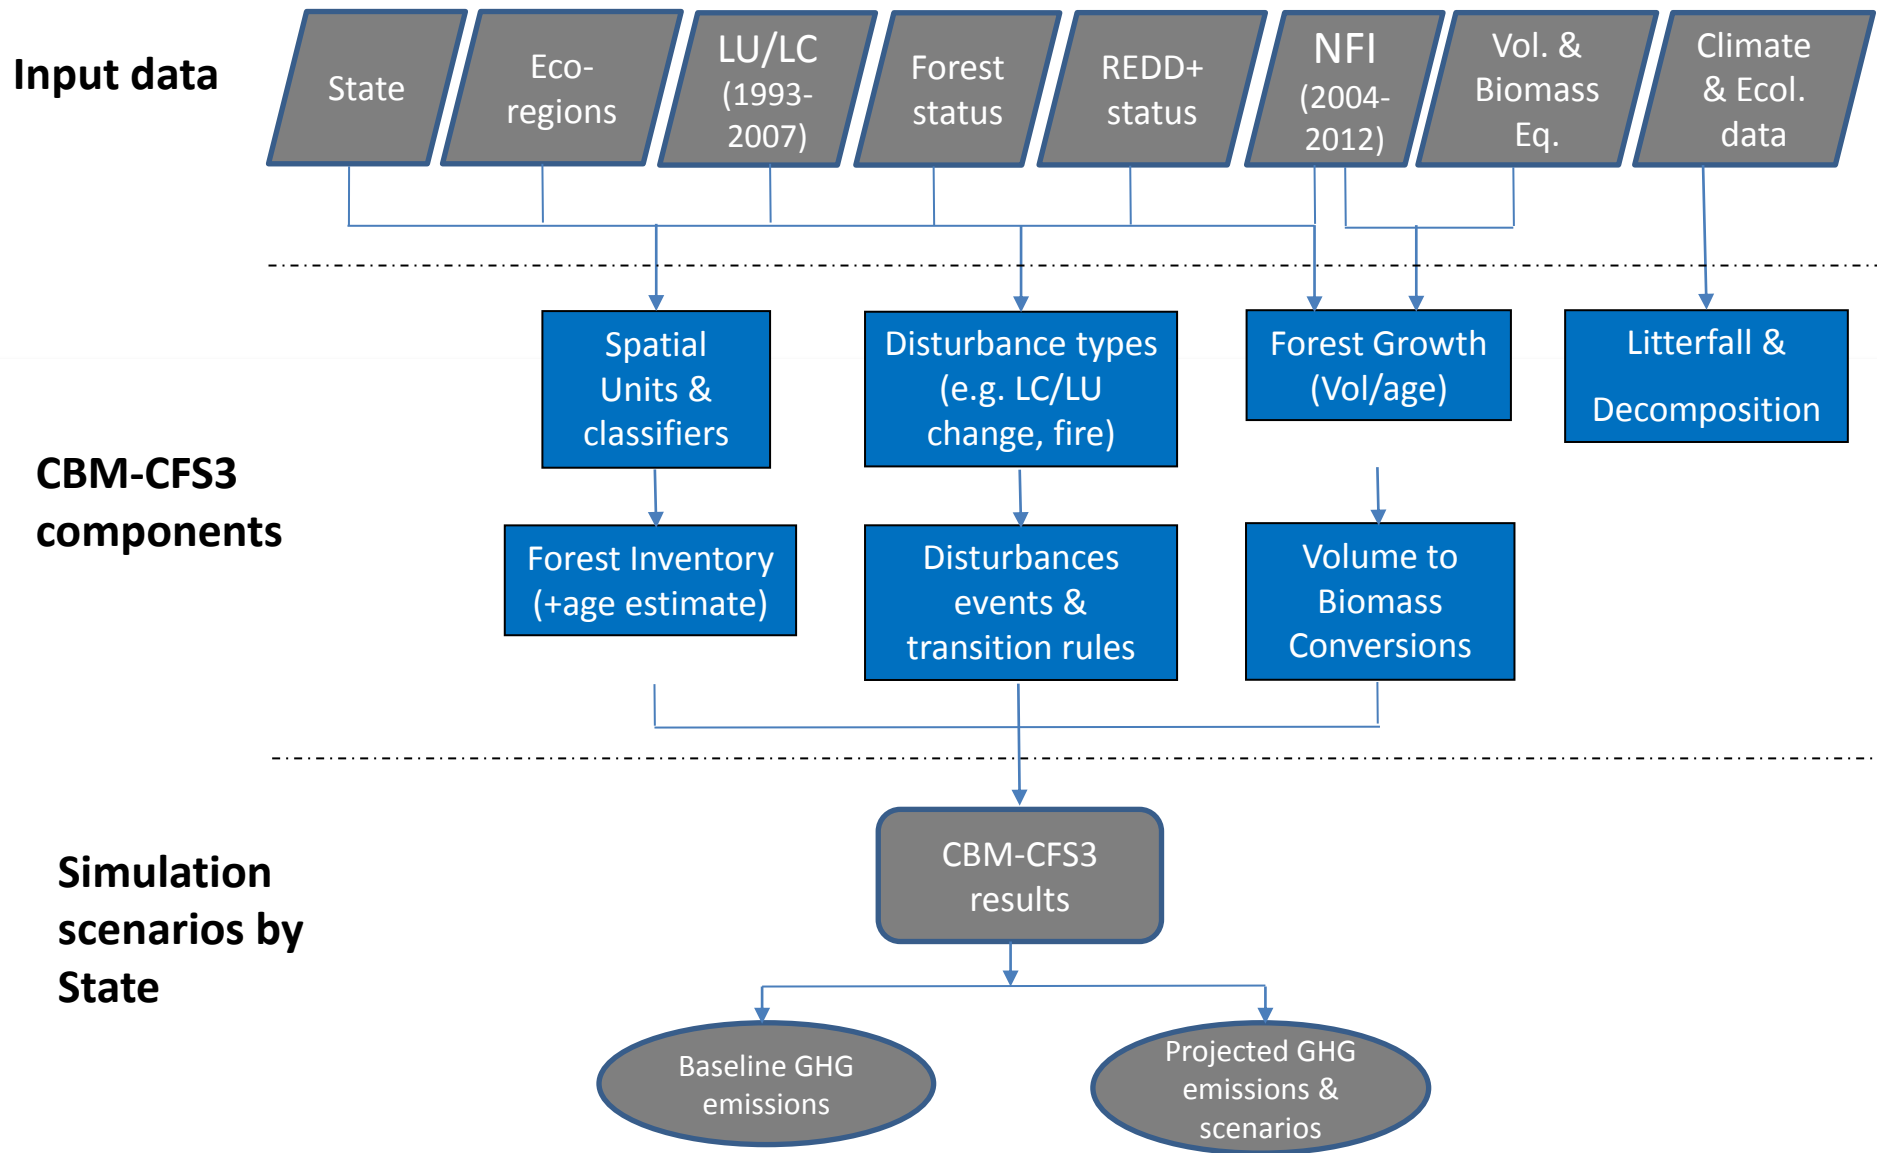 Input data
State
Eco-
regions
LU/LC
(1993-
2007)
Forest
status
REDD+
status
NFI
(2004-
2012)
Vol. &
Biomass
Eq.
Climate
& Ecol.
data
CBM-CFS3
components
Spatial
Units &
classifiers
Disturbance types
(e.g. LC/LU
change, fire)
Forest Growth
(Vol/age)
Litterfall &
Decomposition
Forest Inventory
(+age estimate)
Disturbances
events &
transition rules
Volume to
Biomass
Conversions
Simulation
scenarios by
State
CBM-CFS3
results
Baseline GHG
emissions
Projected GHG
emissions &
scenarios